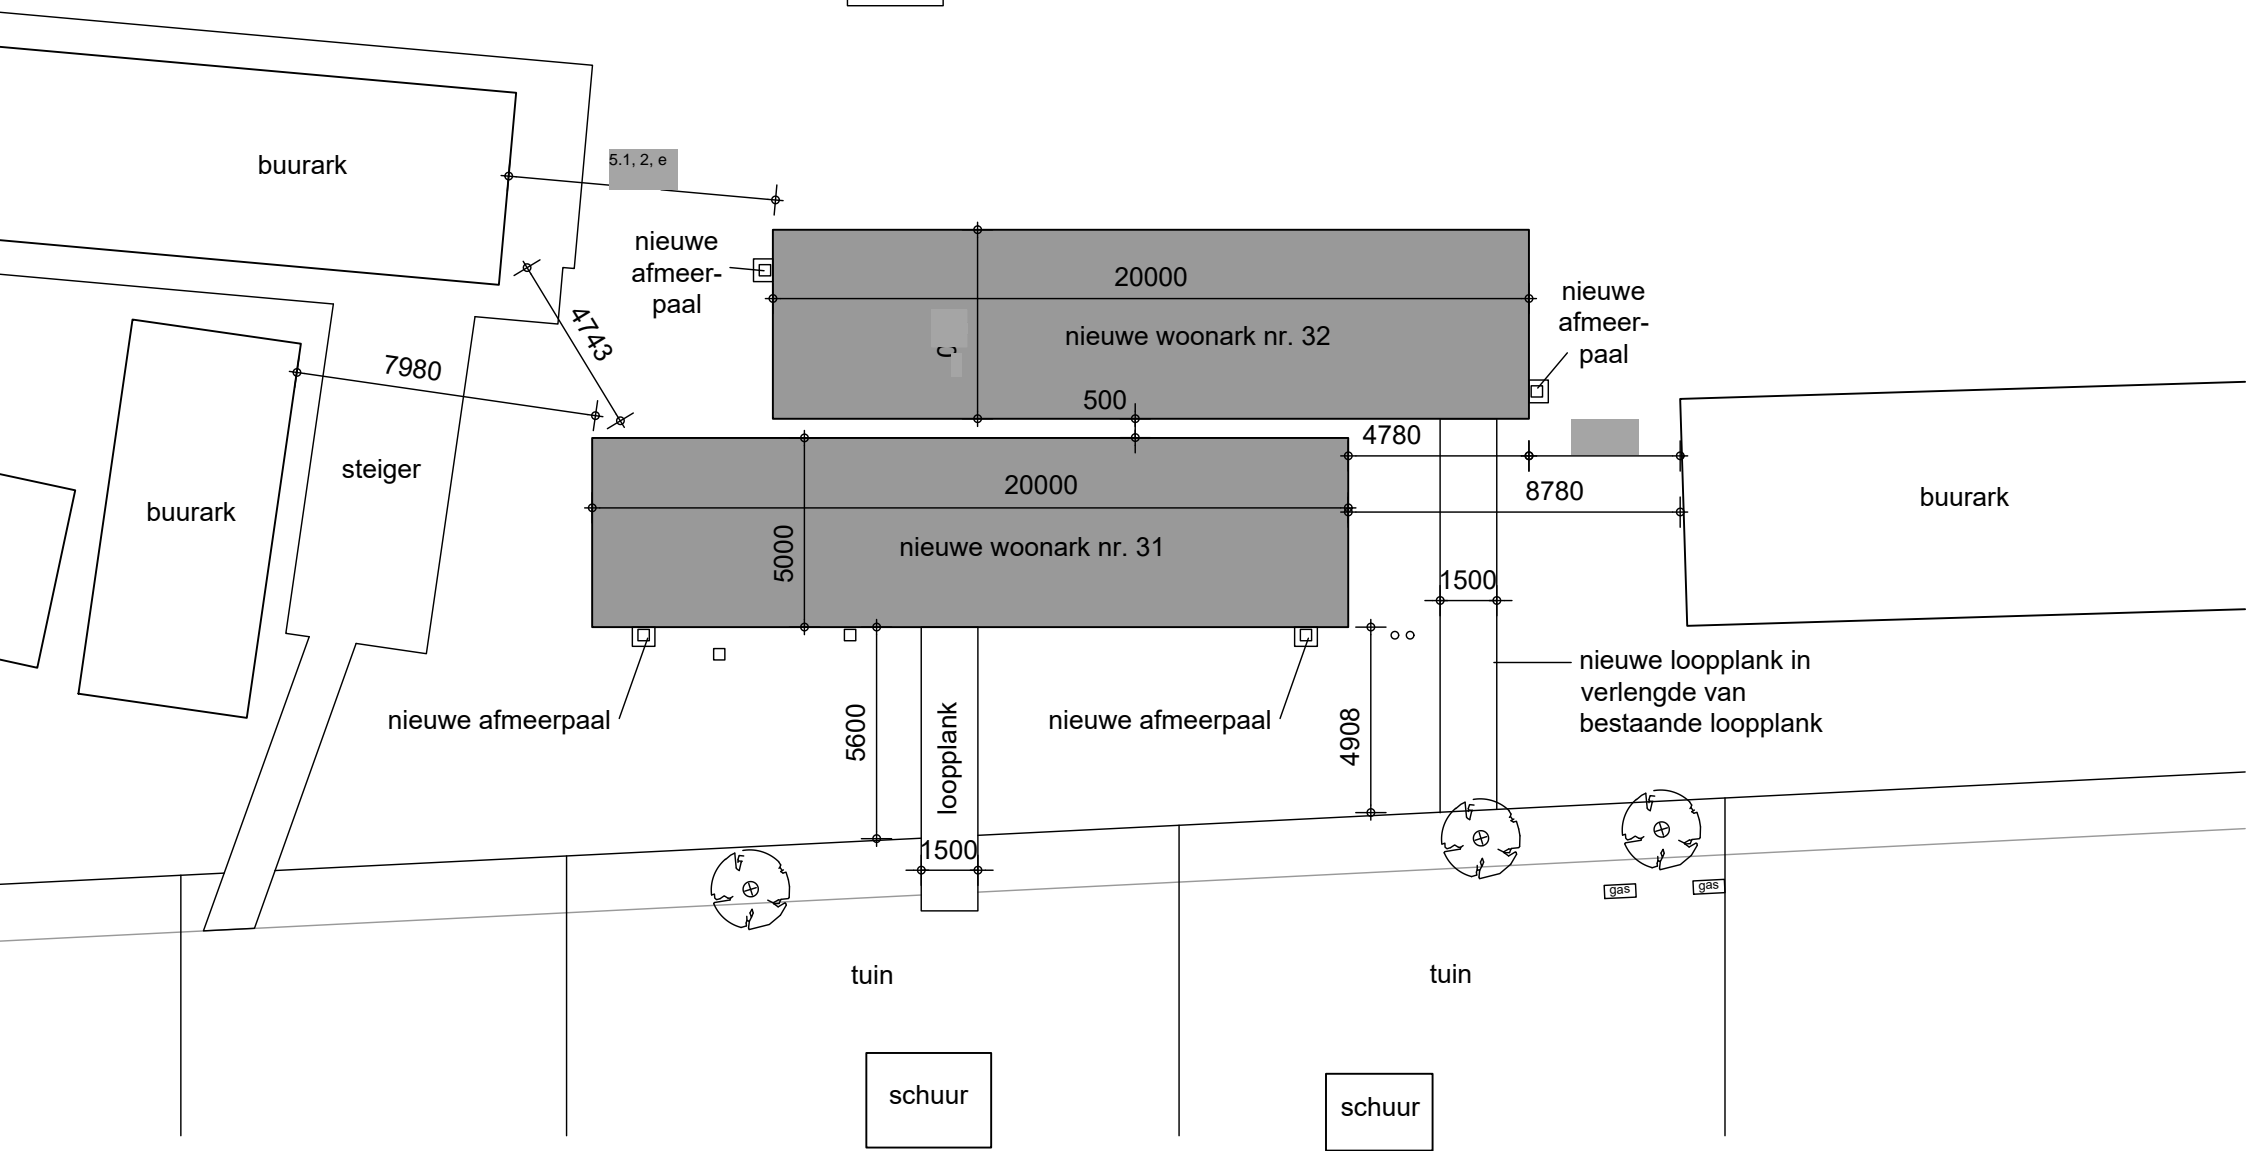 buurark
5.1, 2, e
nieuwe
afmeer-
paal
20000
nieuwe woonark nr. 32
500
nieuwe
afmeer-
paal
4743
7980
4780
8780
steiger
buurark
buurark
20000
5000
nieuwe woonark nr. 31
1500
nieuwe loopplank in
verlengde van
bestaande loopplank
nieuwe afmeerpaal
5600
loopplank
nieuwe afmeerpaal
4908
1500
gas
gas
tuin
tuin
schuur
schuur